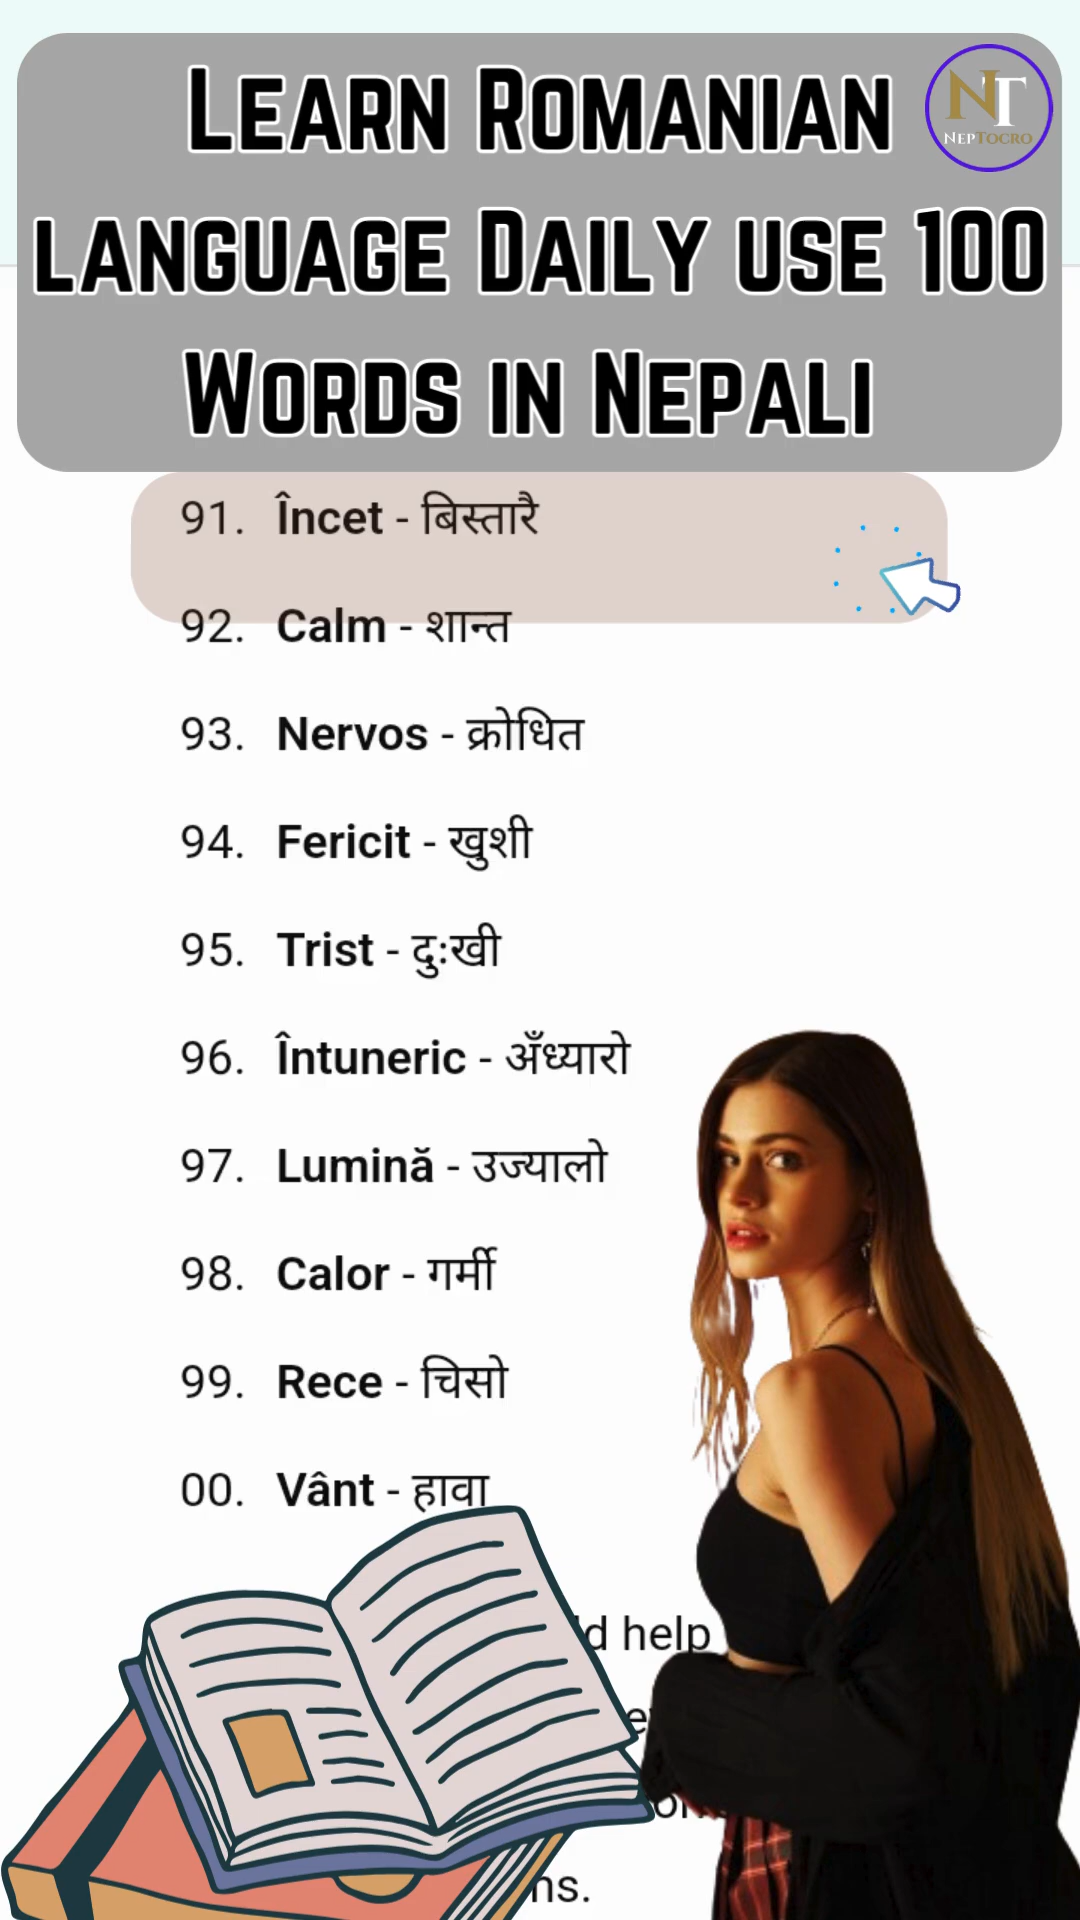 Learn Romanian
language Daily use 100
Words in Nepali
NT
NepTocro
91. Încet - बिस्तारै
92. Calm - शान्त
93. Nervos - क्रोधित
94. Fericit - खुशी
95. Trist - दुःखी
96. Întuneric - अँध्यारो
97. Lumină - उज्यालो
98. Calor - गर्मी
99. Rece - चिसो
00. Vânt - हावा
help